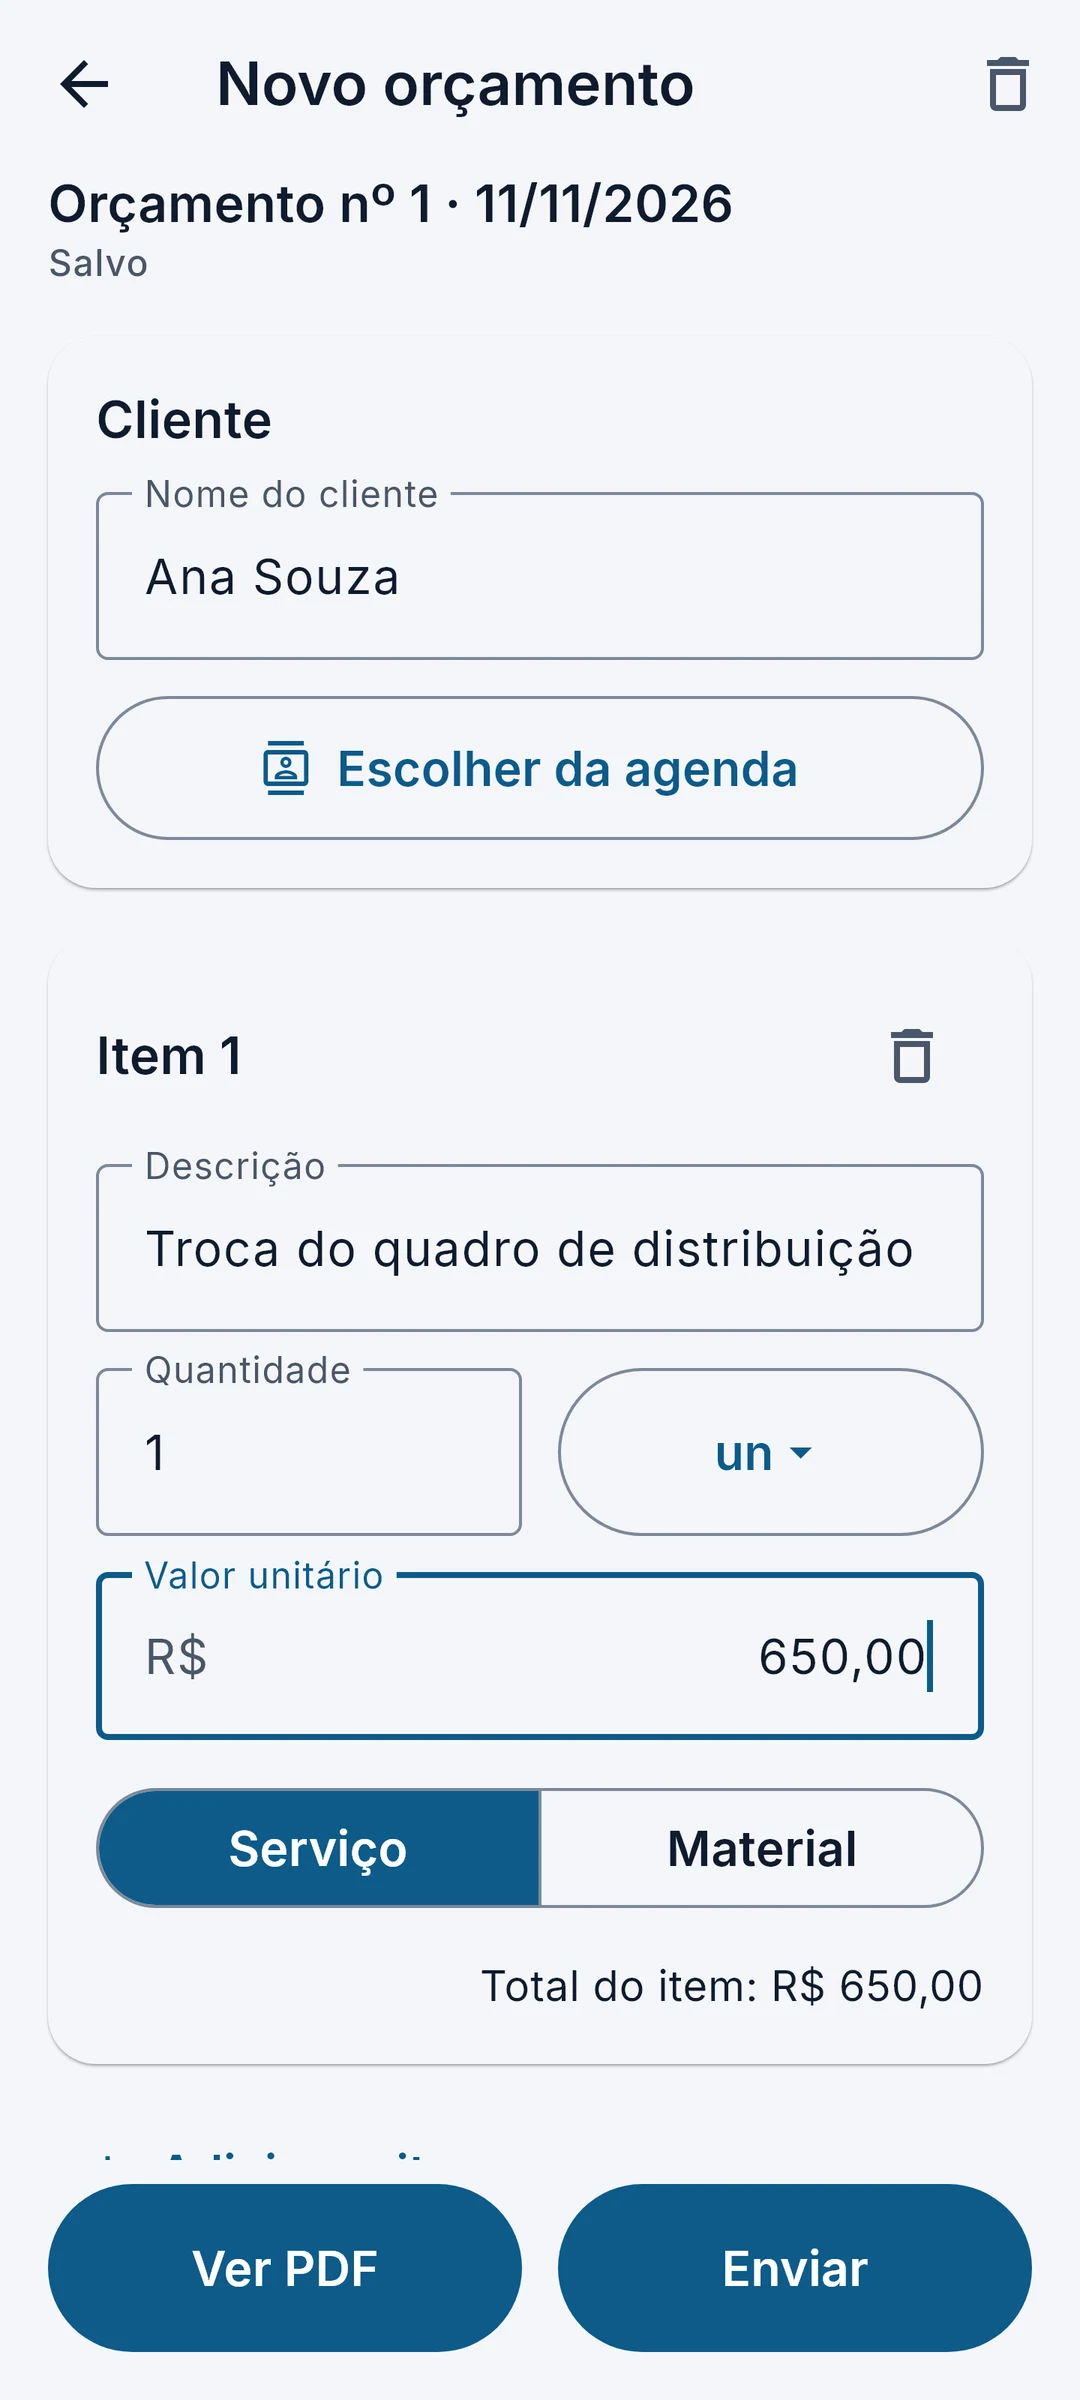 Novo orçamento
Orçamento nº 1 · 11/11/2026
Salvo
Cliente
Nome do cliente
Ana Souza
Escolher da agenda
Item 1
Descrição
Troca do quadro de distribuição
Quantidade
1
un
Valor unitário
R$ 650,00
Serviço
Material
Total do item: R$ 650,00
Ver PDF
Enviar